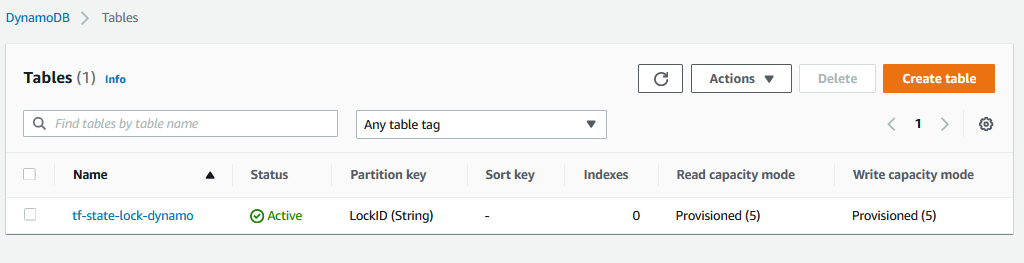 DynamoDB > Tables
Tables (1) Info
Actions
Delete
Create table
Find tables by table name
Any table tag
1
Name Status Partition key Sort key Indexes Read capacity mode Write capacity mode
tf-state-lock-dynamo Active LockID (String) - 0 Provisioned (5) Provisioned (5)